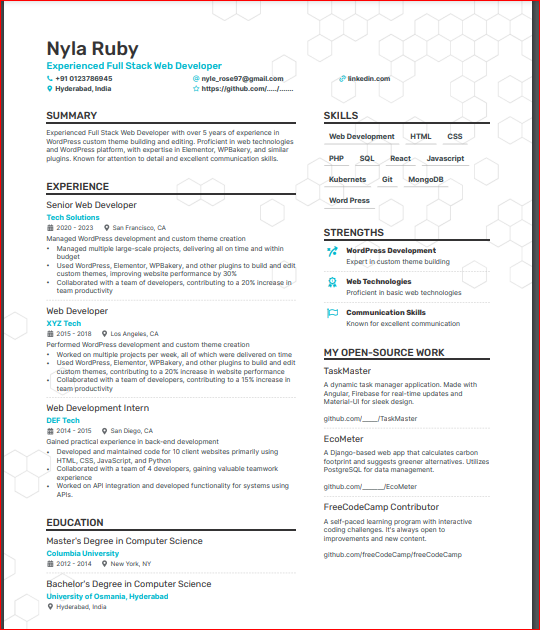 Nyla Ruby
Experienced Full Stack Web Developer
+91 0123786945
nyle_rose97@gmail.com
linkedin.com
Hyderabad, India
https://github.com/...../.......
SUMMARY
Experienced Full Stack Web Developer with over 5 years of experience in
WordPress custom theme building and editing. Proficient in web technologies
and WordPress platform, with expertise in Elementor, WPBakery, and other
plugins. Known for attention to detail and excellent communication skills.
EXPERIENCE
Senior Web Developer
Tech Solutions
2020 - 2023 San Francisco, CA
Managed WordPress development and custom theme creation
• Managed multiple large-scale projects, delivering all on time and within
budget
• Used WordPress, Elementor, WPBakery, and other plugins to build and edit
custom themes, improving website performance by 30%
• Collaborated with a team of developers, contributing to a 20% increase in
team productivity
Web Developer
XYZ Tech
2015 - 2018 Los Angeles, CA
Performed WordPress development and custom theme creation
• Worked on multiple projects per week, all of which were delivered on time
• Used WordPress, Elementor, WPBakery, and other plugins to build and edit
custom themes, contributing to a 20% increase in website performance
• Collaborated with a team of developers, contributing to a 15% increase in
team productivity
Web Development Intern
DEF Tech
2014 - 2015 San Diego, CA
Gained practical experience in back-end development
• Developed and maintained code for 10 client websites primarily using
HTML, CSS, JavaScript, and Python
• Collaborated with a team of 4 developers, gaining valuable teamwork
experience
• Worked on API integration and developed functionality for systems using
APIs.
EDUCATION
Master's Degree in Computer Science
Columbia University
2012 - 2014 New York, NY
Bachelor's Degree in Computer Science
University of Osmania, Hyderabad
Hyderabad, India
SKILLS
Web Development HTML CSS
PHP SQL React Javascript
Kubernets Git MongoDB
Word Press
STRENGTHS
WordPress Development
Expert in custom theme building
Web Technologies
Proficient in basic web technologies
Communication Skills
Known for excellent communication
MY OPEN-SOURCE WORK
TaskMaster
A dynamic task manager application. Made with
Angular, Firebase for real-time updates and
Material-UI for sleek design.
github.com/____/TaskMaster
EcoMeter
A Django-based web app that calculates carbon
footprint and suggests greener alternatives. Utilizes
PostgreSQL for data management.
github.com/______/EcoMeter
FreeCodeCamp Contributor
A self-paced learning program with interactive
coding challenges. It's always open to
improvements and new content.
github.com/freeCodeCamp/freeCodeCamp